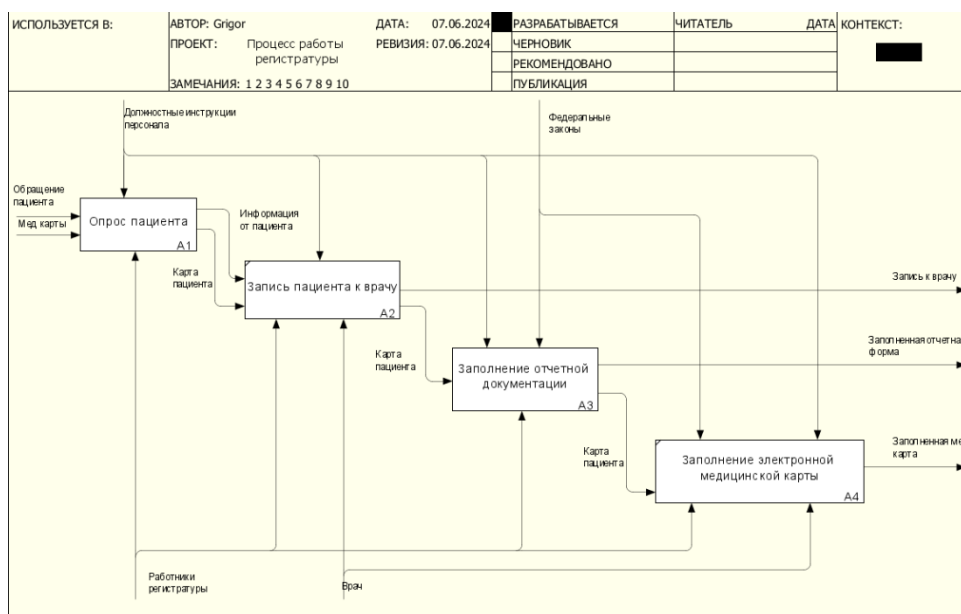 ИСПОЛЬЗУЕТСЯ В:
АВТОР: Grigor
ДАТА: 07.06.2024
РАЗРАБАТЫВАЕТСЯ
ЧИТАТЕЛЬ
ДАТА
КОНТЕКСТ:
ПРОЕКТ: Процесс работы
регистратуры
РЕВИЗИЯ: 07.06.2024
ЧЕРНОВИК
РЕКОМЕНДОВАНО
ЗАМЕЧАНИЯ: 1 2 3 4 5 6 7 8 9 10
ПУБЛИКАЦИЯ
Должностные инструкции
персонала
Федеральные
законы
Обращение
пациента
Мед карты
Опрос пациента
A1
Информация
от пациента
Карта
пациента
Запись пациента к врачу
A2
Запись к врачу
Карта
пациента
Заполнение отчетной
документации
A3
Заполненная отчетна
форма
Карта
пациента
Заполнение электронной
медицинской карты
A4
Заполненная ме
карта
Работники
регистратуры
Врач